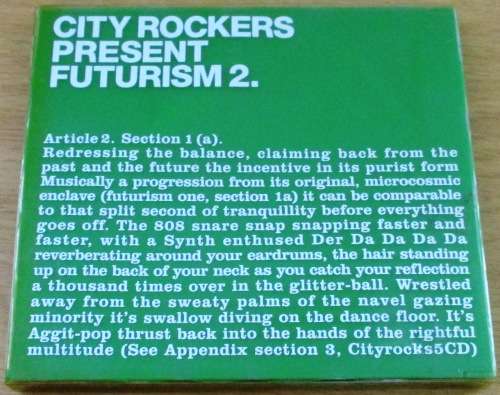 CITY ROCKERS
PRESENT
FUTURISM 2.
Article 2. Section 1 (a).
Redressing the balance, claiming back from the
past and the future the incentive in its purist form
Musically a progression from its original, microcosmic
enclave (futurism one, section 1a) it can be comparable
to that split second of tranquillity before everything
goes off. The 808 snare snap snapping faster and
faster, with a Synth enthused Der Da Da Da Da
reverberating around your eardrums, the hair standing
up on the back of your neck as you catch your reflection
a thousand times over in the glitter-ball. Wrestled
away from the sweaty palms of the navel gazing
minority it's swallow diving on the dance floor. It's
Aggit-pop thrust back into the hands of the rightful
multitude (See Appendix section 3, Cityrocks5CD)